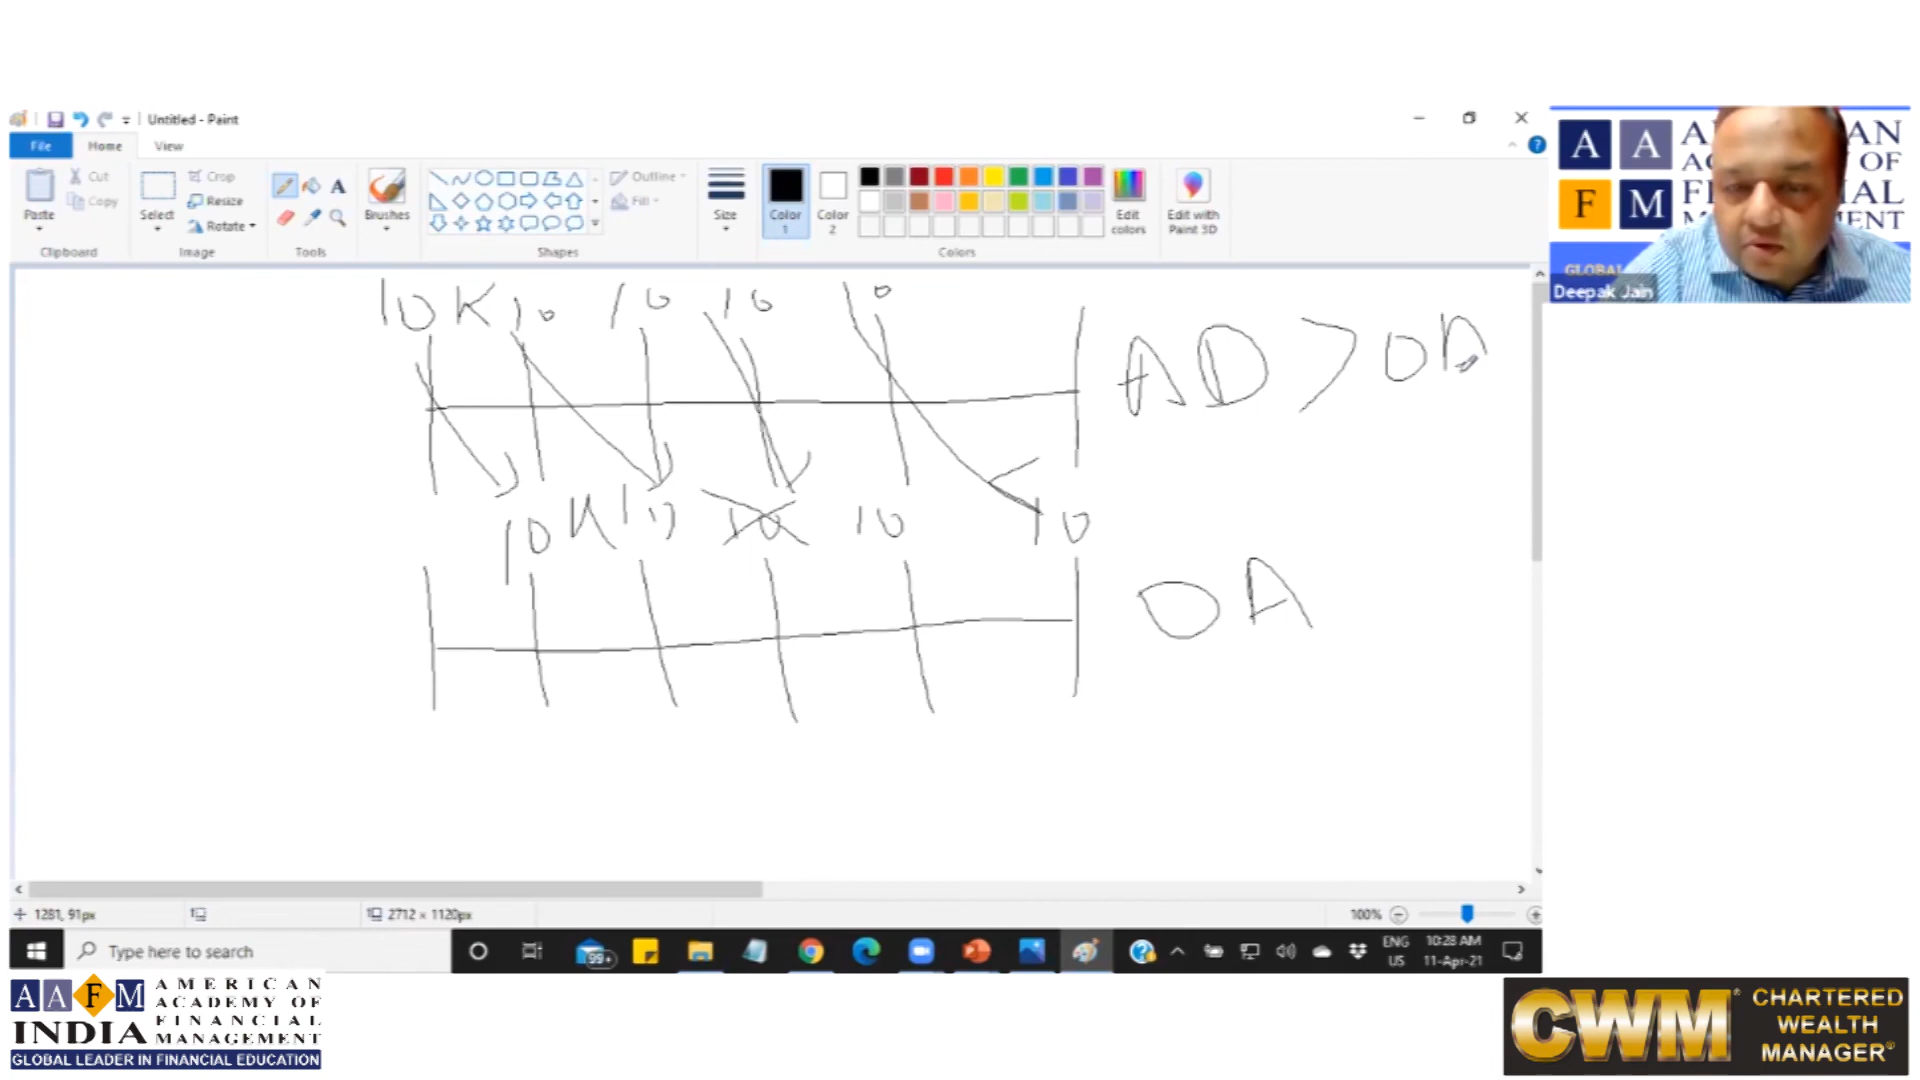 Untitled - Paint
File Home View
Cut
Copy
Paste
Clipboard
Crop
Resize
Rotate
Select
Image
A
Tools
Brushes
Outline
Fill
Shapes
Size
Color 1
Color 2
Edit colors
Edit with Paint 3D
Colors
A A
F M
GLOBAL
Deepak Jain
10K 10 10 10 10
AD > OA
10K 10 10 10 10
OA
1281, 91px
2712 × 1120px
100%
Type here to search
99+
ENG
US
10:28 AM
11-Apr-21
AAFM
INDIA
AMERICAN
ACADEMY OF
FINANCIAL
MANAGEMENT
GLOBAL LEADER IN FINANCIAL EDUCATION
CWM®
CHARTERED
WEALTH
MANAGER®